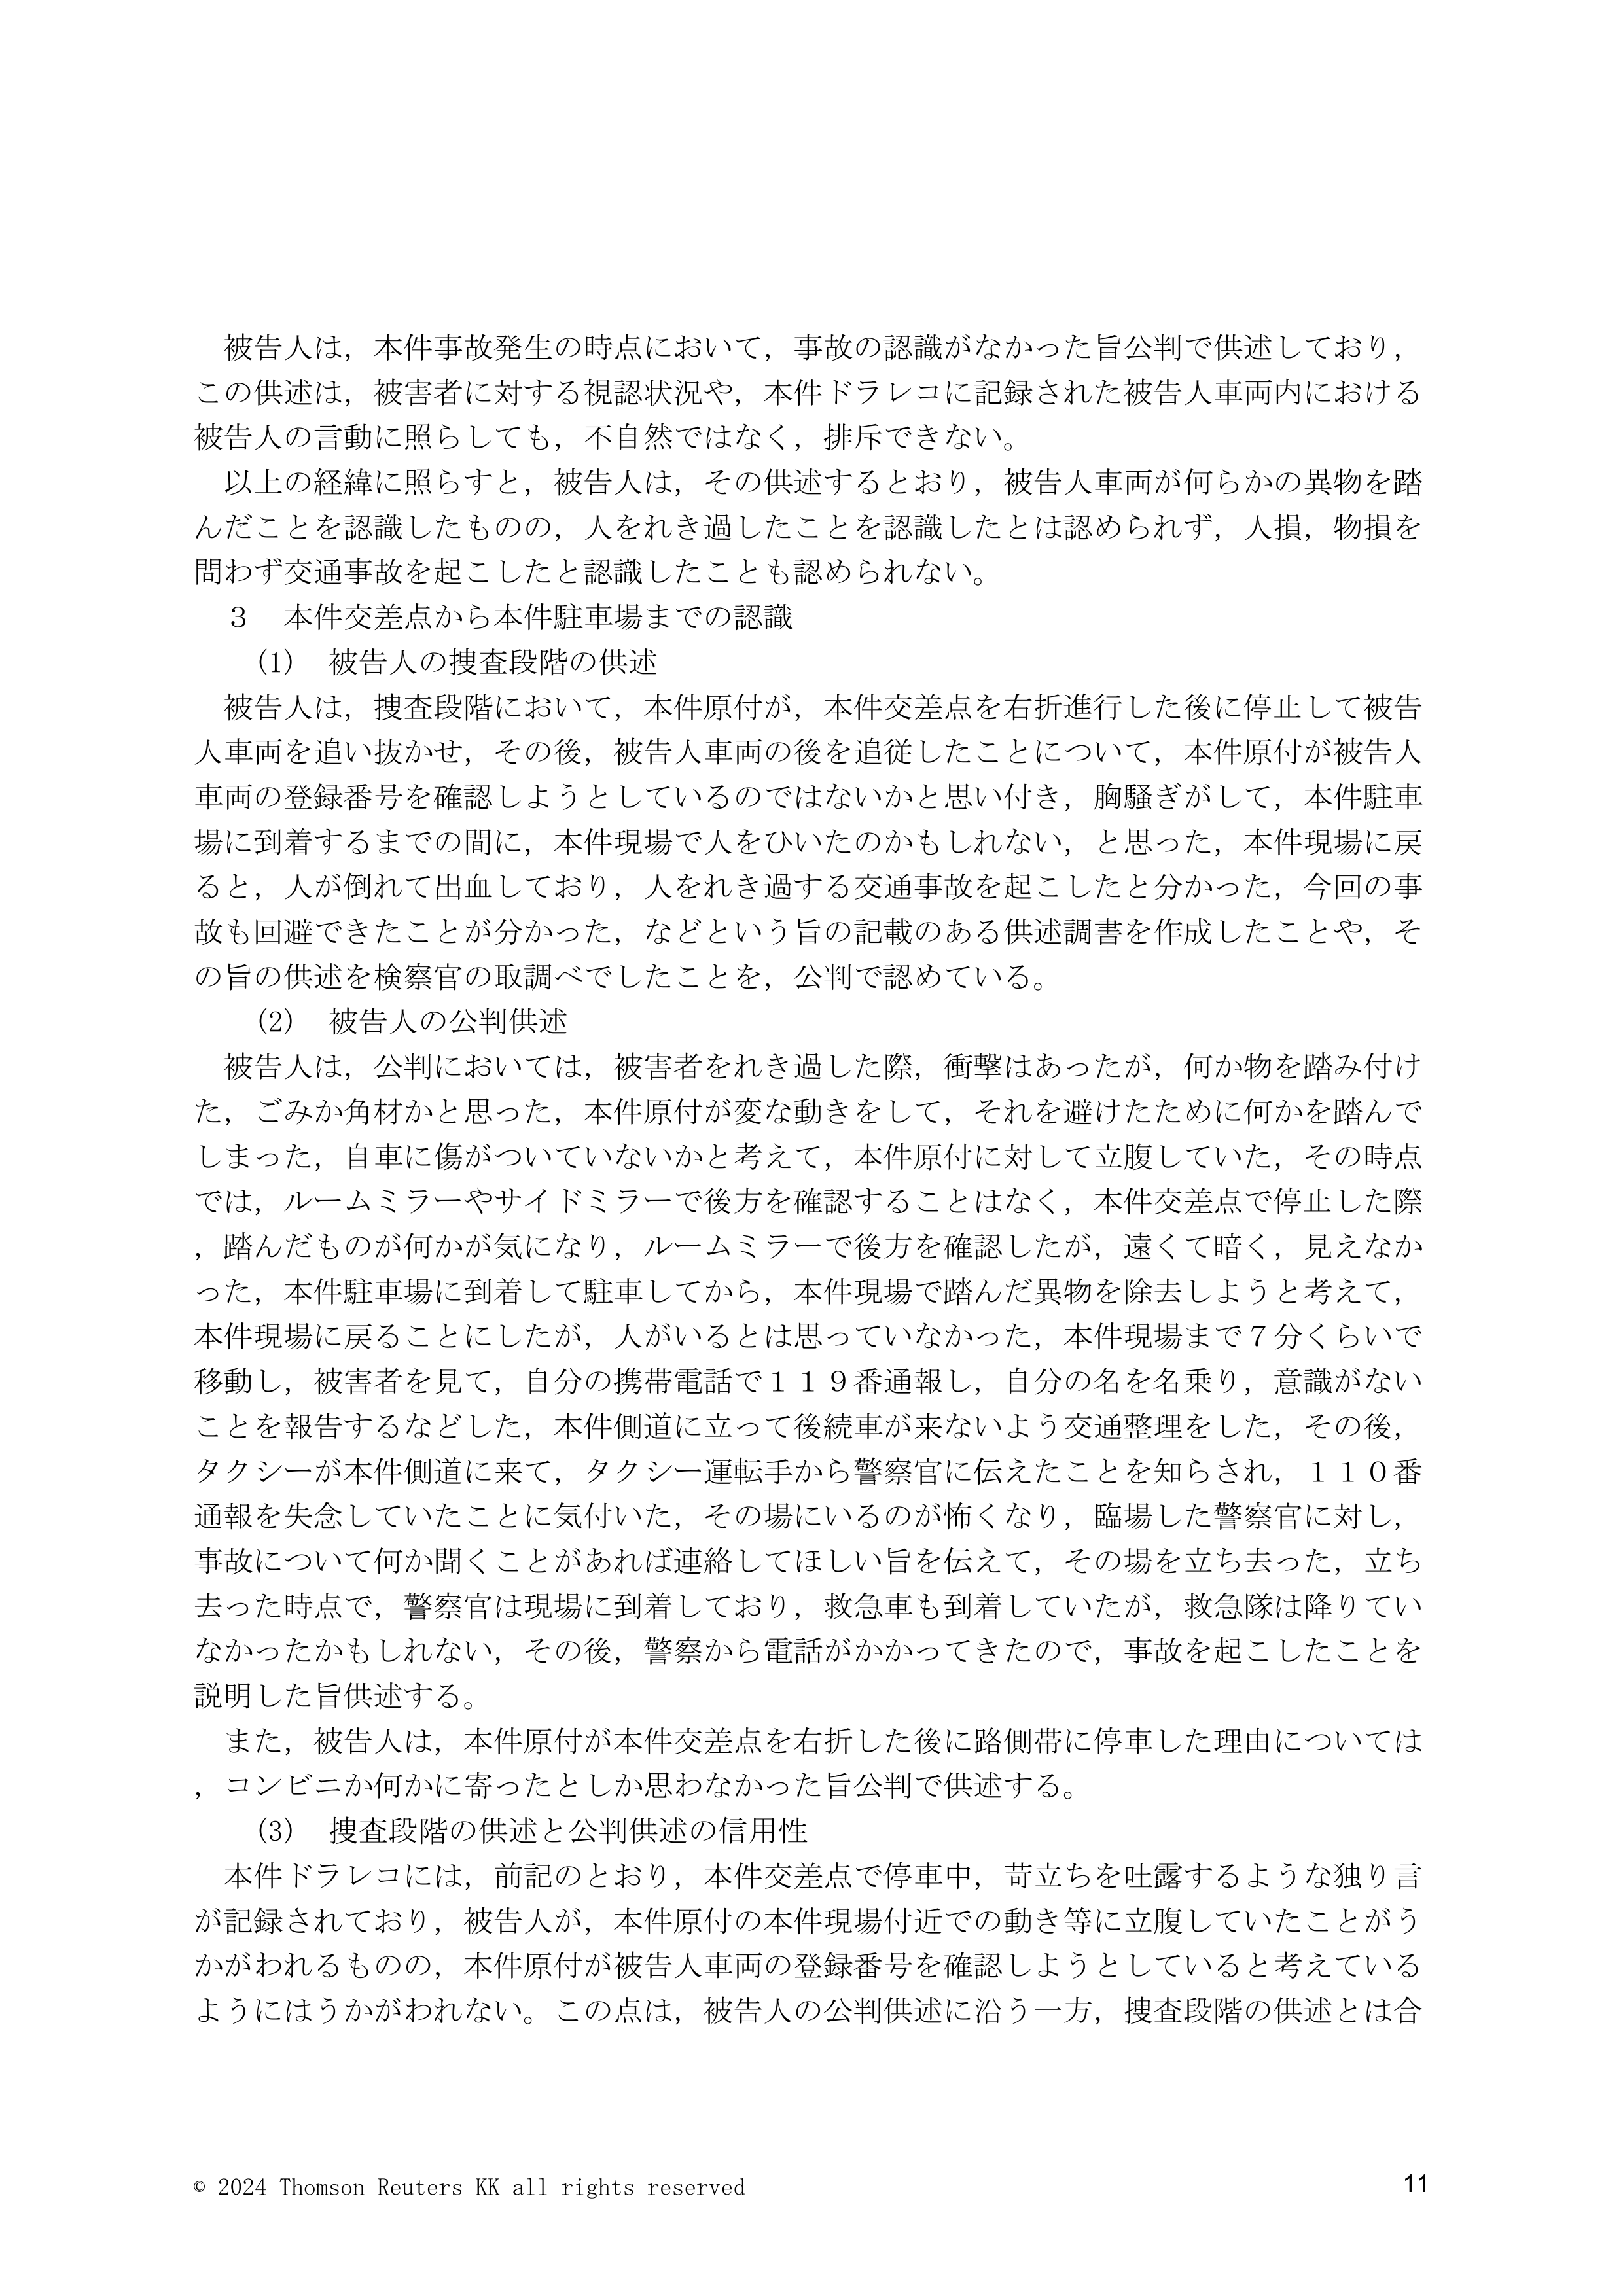 被告人は，本件事故発生の時点において，事故の認識がなかった旨公判で供述しており，
この供述は，被害者に対する視認状況や，本件ドラレコに記録された被告人車両内における
被告人の言動に照らしても，不自然ではなく，排斥できない。
　以上の経緯に照らすと，被告人は，その供述するとおり，被告人車両が何らかの異物を踏
んだことを認識したものの，人をれき過したことを認識したとは認められず，人損，物損を
問わず交通事故を起こしたと認識したことも認められない。
　３　本件交差点から本件駐車場までの認識
　　(1)　被告人の捜査段階の供述
　被告人は，捜査段階において，本件原付が，本件交差点を右折進行した後に停止して被告
人車両を追い抜かせ，その後，被告人車両の後を追従したことについて，本件原付が被告人
車両の登録番号を確認しようとしているのではないかと思い付き，胸騒ぎがして，本件駐車
場に到着するまでの間に，本件現場で人をひいたのかもしれない，と思った，本件現場に戻
ると，人が倒れて出血しており，人をれき過する交通事故を起こしたと分かった，今回の事
故も回避できたことが分かった，などという旨の記載のある供述調書を作成したことや，そ
の旨の供述を検察官の取調べでしたことを，公判で認めている。
　　(2)　被告人の公判供述
　被告人は，公判においては，被害者をれき過した際，衝撃はあったが，何か物を踏み付け
た，ごみか角材かと思った，本件原付が変な動きをして，それを避けたために何かを踏んで
しまった，自車に傷がついていないかと考えて，本件原付に対して立腹していた，その時点
では，ルームミラーやサイドミラーで後方を確認することはなく，本件交差点で停止した際
，踏んだものが何かが気になり，ルームミラーで後方を確認したが，遠くて暗く，見えなか
った，本件駐車場に到着して駐車してから，本件現場で踏んだ異物を除去しようと考えて，
本件現場に戻ることにしたが，人がいるとは思っていなかった，本件現場まで７分くらいで
移動し，被害者を見て，自分の携帯電話で１１９番通報し，自分の名を名乗り，意識がない
ことを報告するなどした，本件側道に立って後続車が来ないよう交通整理をした，その後，
タクシーが本件側道に来て，タクシー運転手から警察官に伝えたことを知らされ，１１０番
通報を失念していたことに気付いた，その場にいるのが怖くなり，臨場した警察官に対し，
事故について何か聞くことがあれば連絡してほしい旨を伝えて，その場を立ち去った，立ち
去った時点で，警察官は現場に到着しており，救急車も到着していたが，救急隊は降りてい
なかったかもしれない，その後，警察から電話がかかってきたので，事故を起こしたことを
説明した旨供述する。
　また，被告人は，本件原付が本件交差点を右折した後に路側帯に停車した理由については
，コンビニか何かに寄ったとしか思わなかった旨公判で供述する。
　　(3)　捜査段階の供述と公判供述の信用性
　本件ドラレコには，前記のとおり，本件交差点で停車中，苛立ちを吐露するような独り言
が記録されており，被告人が，本件原付の本件現場付近での動き等に立腹していたことがう
かがわれるものの，本件原付が被告人車両の登録番号を確認しようとしていると考えている
ようにはうかがわれない。この点は，被告人の公判供述に沿う一方，捜査段階の供述とは合
© 2024 Thomson Reuters KK all rights reserved
11